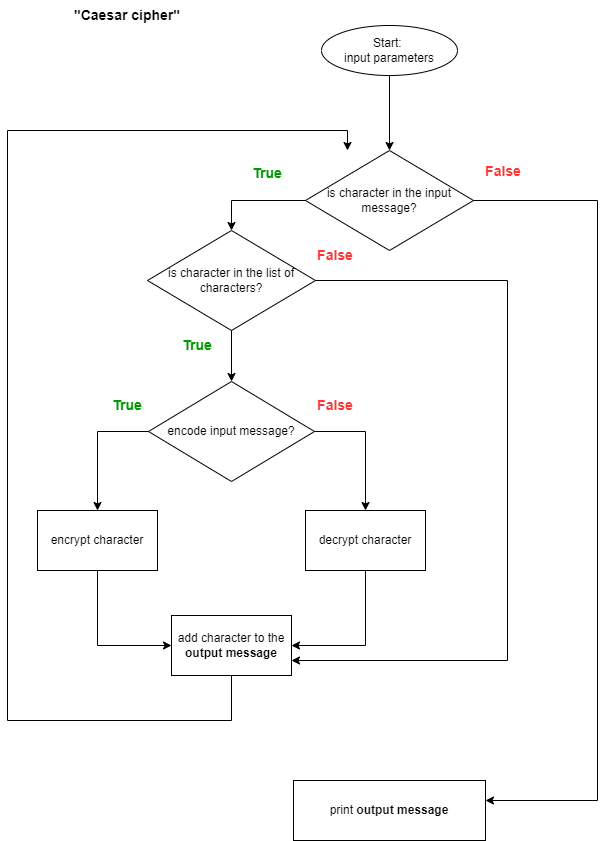 "Caesar cipher"
Start:
input parameters
True
False
is character in the input
message?
False
is character in the list of
characters?
True
True
False
encode input message?
encrypt character
decrypt character
add character to the
output message
print output message